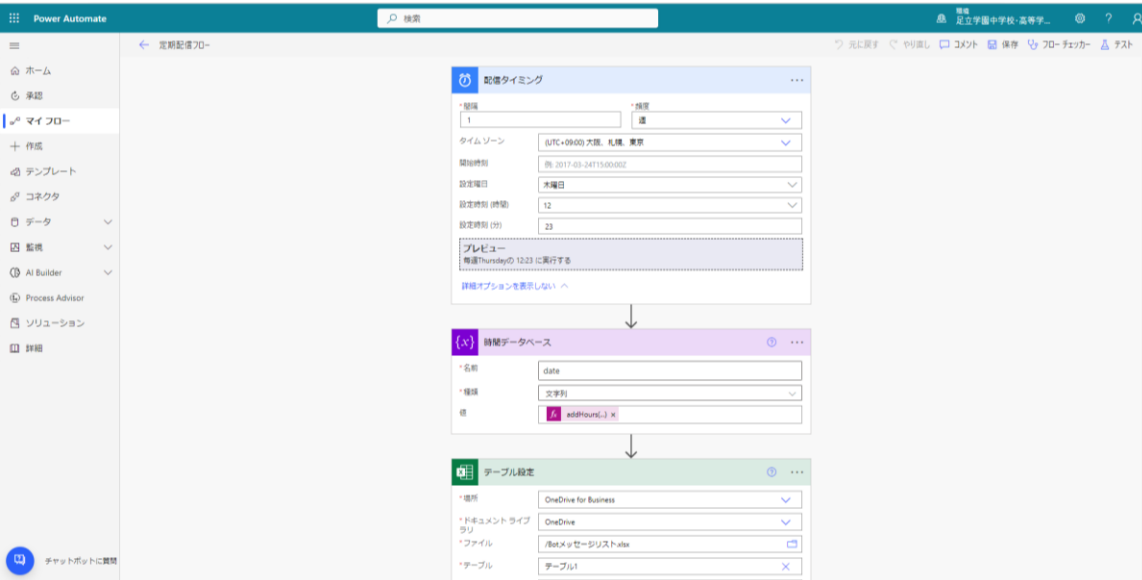 Power Automate
検索
環境
足立学園中学校・高等学...
定期配信フロー
元に戻す やり直し コメント 保存 フロー チェッカー テスト
ホーム
承認
マイ フロー
作成
テンプレート
コネクタ
データ
監視
AI Builder
Process Advisor
ソリューション
詳細
チャットボットに質問
配信タイミング
*間隔 *頻度
1 週
タイム ゾーン (UTC+09:00) 大阪、札幌、東京
開始時刻 例: 2017-03-24T15:00:00Z
設定曜日 木曜日
設定時刻 (時間) 12
設定時刻 (分) 23
プレビュー
毎週Thursdayの 12:23 に実行する
詳細オプションを表示しない
{x} 時間データベース
*名前 date
*種類 文字列
値 fx addHours(...) ×
テーブル設定
*場所 OneDrive for Business
*ドキュメント ライブ
ラリ
OneDrive
*ファイル /Botメッセージリスト.xlsx
*テーブル テーブル1